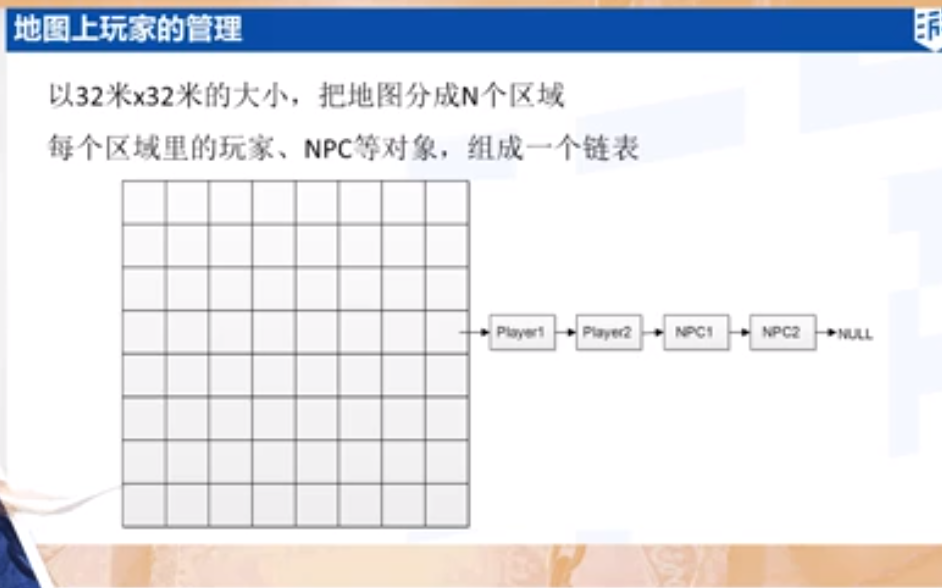 地图上玩家的管理
以32米x32米的大小，把地图分成N个区域
每个区域里的玩家、NPC等对象，组成一个链表
Player1 Player2 NPC1 NPC2 NULL